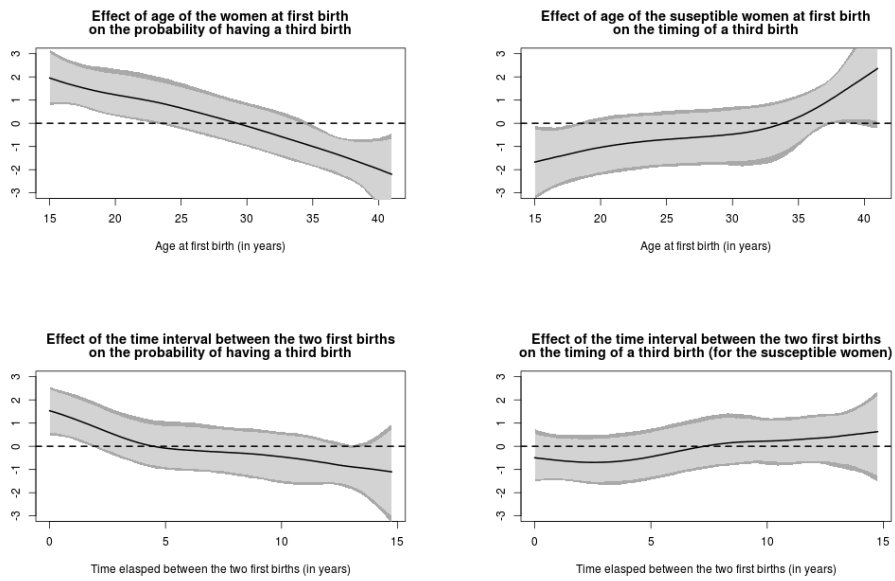 Effect of age of the women at first birth
on the probability of having a third birth
3
2
1
0
-1
-2
-3
15 20 25 30 35 40
Age at first birth (in years)
Effect of age of the suseptible women at first birth
on the timing of a third birth
3
2
1
0
-1
-2
-3
15 20 25 30 35 40
Age at first birth (in years)
Effect of the time interval between the two first births
on the probability of having a third birth
3
2
1
0
-1
-2
-3
0 5 10 15
Time elasped between the two first births (in years)
Effect of the time interval between the two first births
on the timing of a third birth (for the susceptible women)
3
2
1
0
-1
-2
-3
0 5 10 15
Time elasped between the two first births (in years)